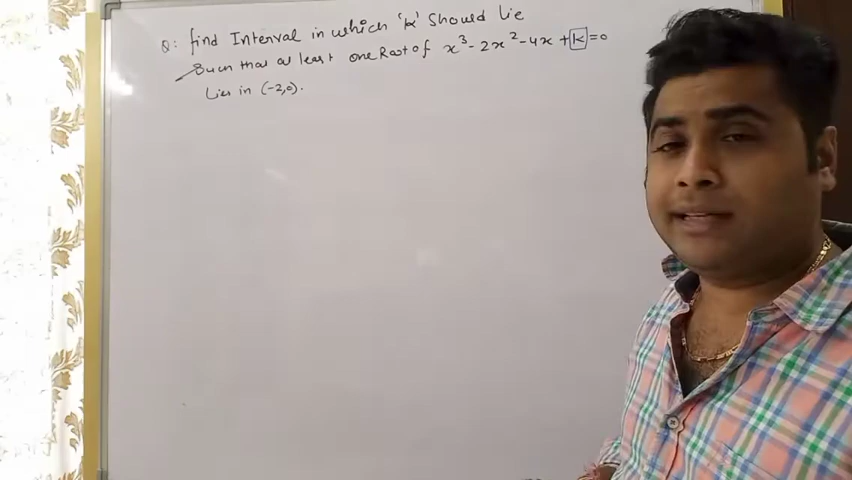 Q: find Interval in which 'k' Should lie
Such that at least one Root of x³ - 2x² - 4x + k = 0
Lies in (-2,0).